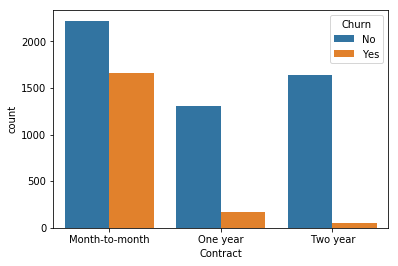 Churn
No
Yes
2000
1500
1000
500
0
count
Month-to-month One year Two year
Contract